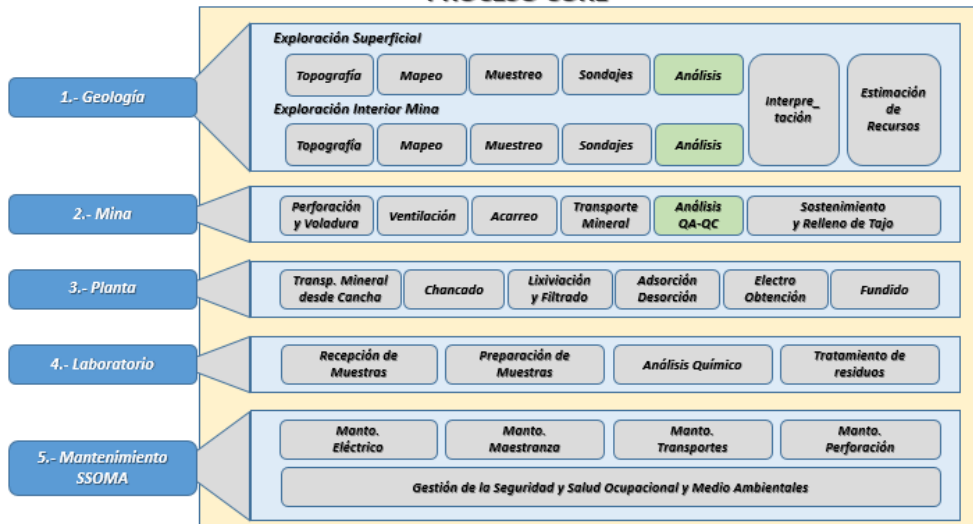 PROCESO CORE
1.- Geología
Exploración Superficial
Topografía
Mapeo
Muestreo
Sondajes
Análisis
Exploración Interior Mina
Topografía
Mapeo
Muestreo
Sondajes
Análisis
Interpre_
tación
Estimación
de
Recursos
2.- Mina
Perforación
y Voladura
Ventilación
Acarreo
Transporte
Mineral
Análisis
QA-QC
Sostenimiento
y Relleno de Tajo
3.- Planta
Transp. Mineral
desde Cancha
Chancado
Lixiviación
y Filtrado
Adsorción
Desorción
Electro
Obtención
Fundido
4.- Laboratorio
Recepción de
Muestras
Preparación de
Muestras
Análisis Químico
Tratamiento de
residuos
5.- Mantenimiento
SSOMA
Manto.
Eléctrico
Manto.
Maestranza
Manto.
Transportes
Manto.
Perforación
Gestión de la Seguridad y Salud Ocupacional y Medio Ambientales